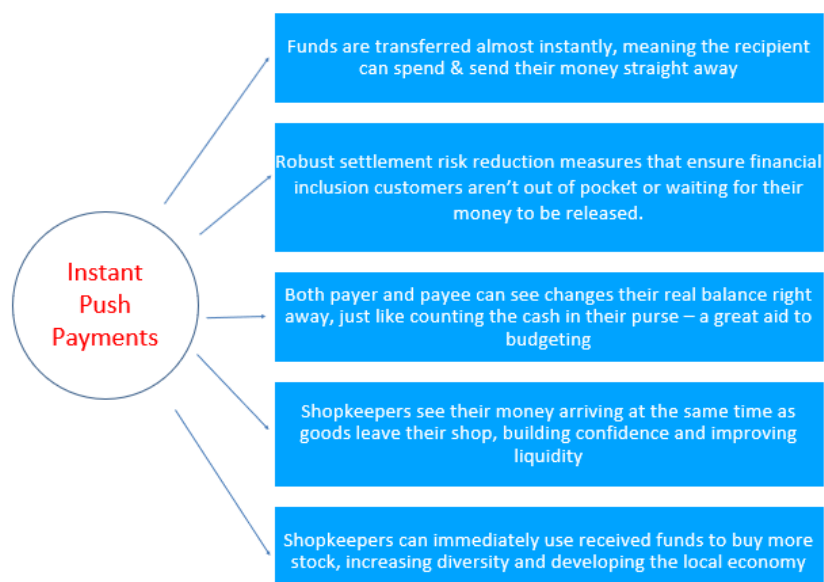 Funds are transferred almost instantly, meaning the recipient
can spend & send their money straight away
Robust settlement risk reduction measures that ensure financial
inclusion customers aren't out of pocket or waiting for their
money to be released.
Instant
Push
Payments
Both payer and payee can see changes their real balance right
away, just like counting the cash in their purse – a great aid to
budgeting
Shopkeepers see their money arriving at the same time as
goods leave their shop, building confidence and improving
liquidity
Shopkeepers can immediately use received funds to buy more
stock, increasing diversity and developing the local economy